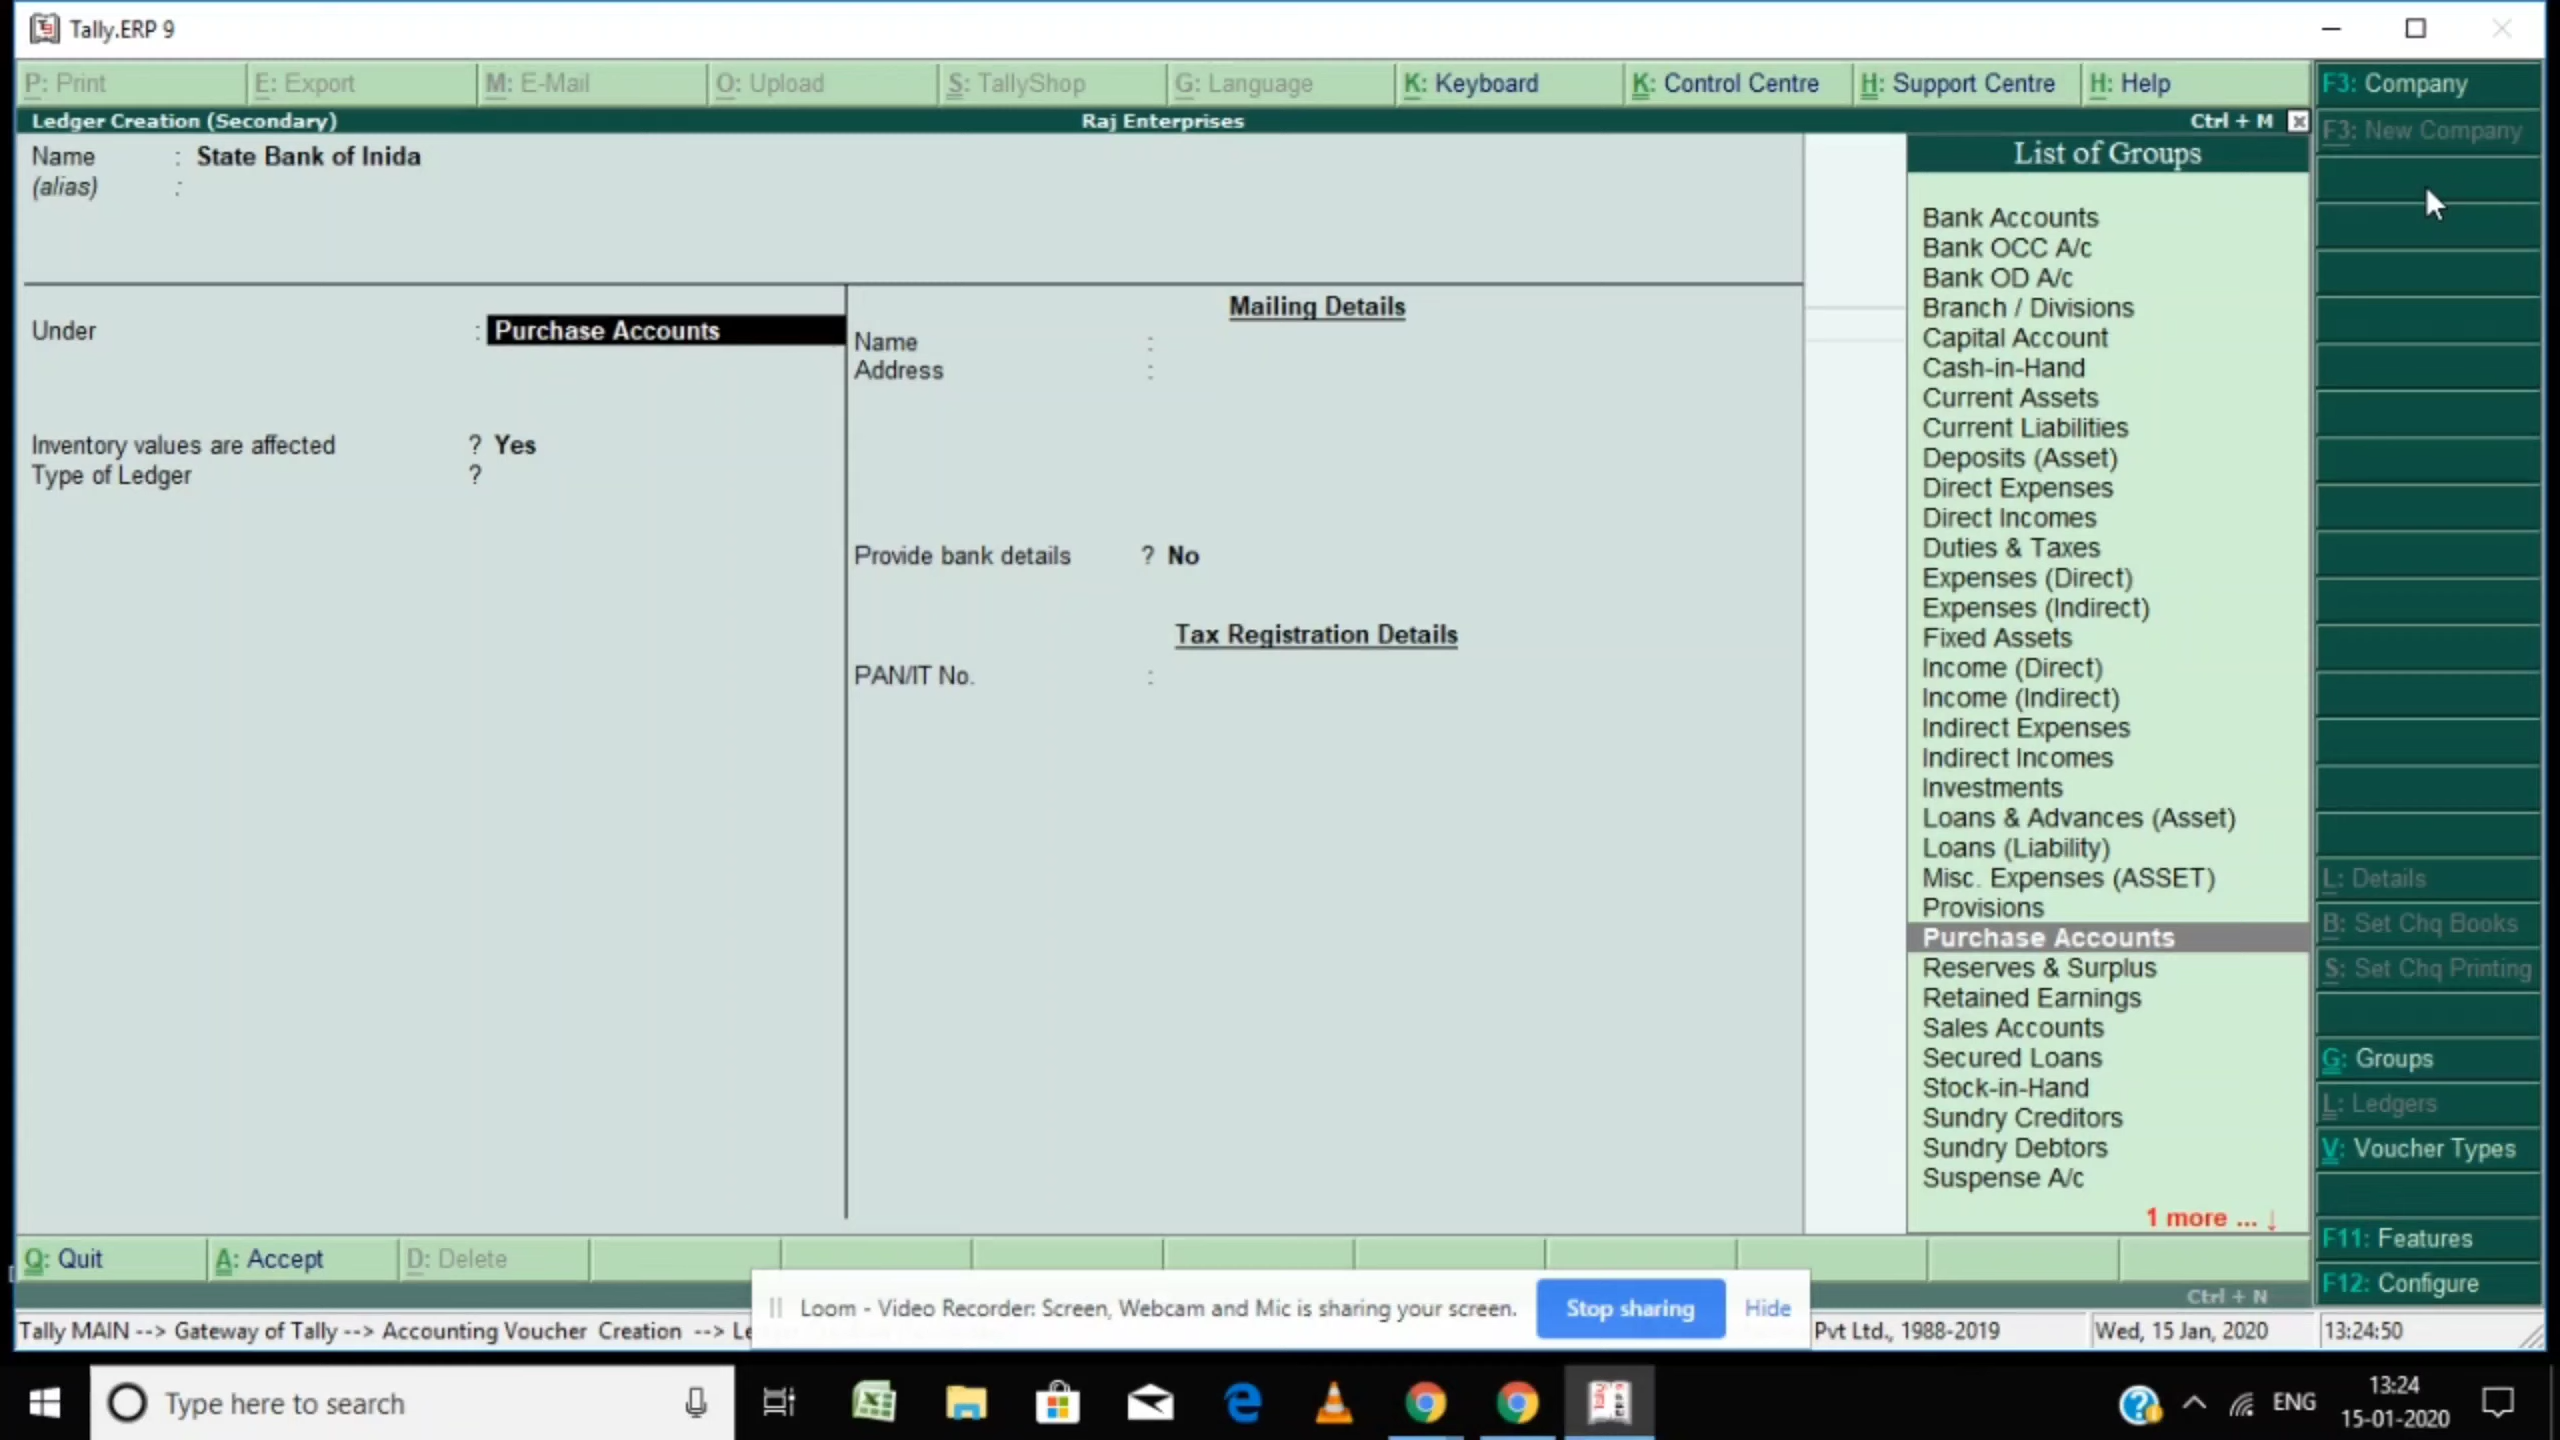 Tally.ERP 9
P: Print E: Export M: E-Mail O: Upload S: TallyShop G: Language K: Keyboard K: Control Centre H: Support Centre H: Help
F3: Company
Ledger Creation (Secondary) Raj Enterprises Ctrl + M
F3: New Company
Name : State Bank of Inida
(alias) :
Under : Purchase Accounts
Inventory values are affected ? Yes
Type of Ledger ?
Mailing Details
Name :
Address :
Provide bank details ? No
Tax Registration Details
PAN/IT No. :
List of Groups
Bank Accounts
Bank OCC A/c
Bank OD A/c
Branch / Divisions
Capital Account
Cash-in-Hand
Current Assets
Current Liabilities
Deposits (Asset)
Direct Expenses
Direct Incomes
Duties & Taxes
Expenses (Direct)
Expenses (Indirect)
Fixed Assets
Income (Direct)
Income (Indirect)
Indirect Expenses
Indirect Incomes
Investments
Loans & Advances (Asset)
Loans (Liability)
Misc. Expenses (ASSET)
Provisions
Purchase Accounts
Reserves & Surplus
Retained Earnings
Sales Accounts
Secured Loans
Stock-in-Hand
Sundry Creditors
Sundry Debtors
Suspense A/c
1 more ... ↓
L: Details
B: Set Chq Books
S: Set Chq Printing
G: Groups
L: Ledgers
V: Voucher Types
F11: Features
F12: Configure
Q: Quit A: Accept D: Delete
Ctrl + N
Loom - Video Recorder: Screen, Webcam and Mic is sharing your screen. Stop sharing Hide
Tally MAIN --> Gateway of Tally --> Accounting Voucher Creation --> Le
Pvt Ltd., 1988-2019 Wed, 15 Jan, 2020 13:24:50
Type here to search
ENG
13:24
15-01-2020